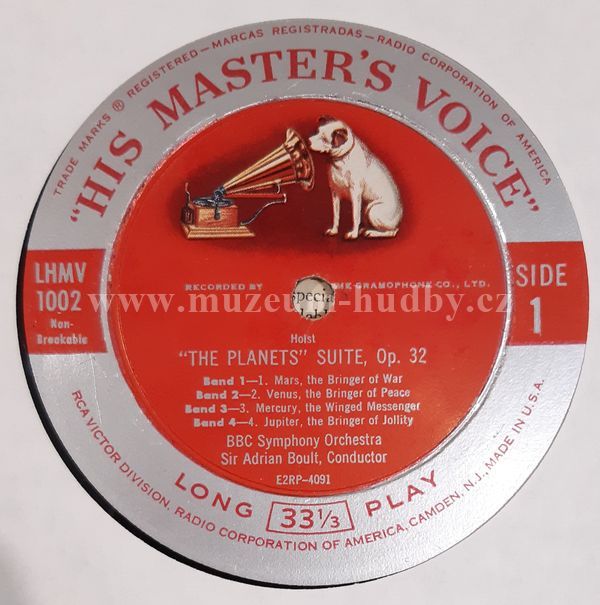 TRADE MARKS ® REGISTERED—MARCAS REGISTRADAS—RADIO CORPORATION OF AMERICA
"HIS MASTER'S VOICE"
LHMV
1002
Non-
Breakable
SIDE
1
RECORDED BY THE GRAMOPHONE CO., LTD.
www.muzeum-hudby.cz
Holst
"THE PLANETS" SUITE, Op. 32
Band 1—1. Mars, the Bringer of War
Band 2—2. Venus, the Bringer of Peace
Band 3—3. Mercury, the Winged Messenger
Band 4—4. Jupiter, the Bringer of Jollity
BBC Symphony Orchestra
Sir Adrian Boult, Conductor
E2RP-4091
LONG 33⅓ PLAY
RCA VICTOR DIVISION, RADIO CORPORATION OF AMERICA, CAMDEN, N.J., MADE IN U.S.A.